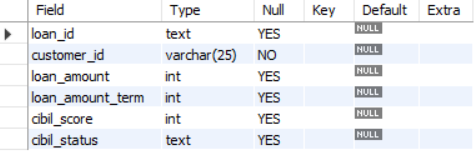 Field Type Null Key Default Extra
loan_id text YES NULL
customer_id varchar(25) NO NULL
loan_amount int YES NULL
loan_amount_term int YES NULL
cibil_score int YES NULL
cibil_status text YES NULL